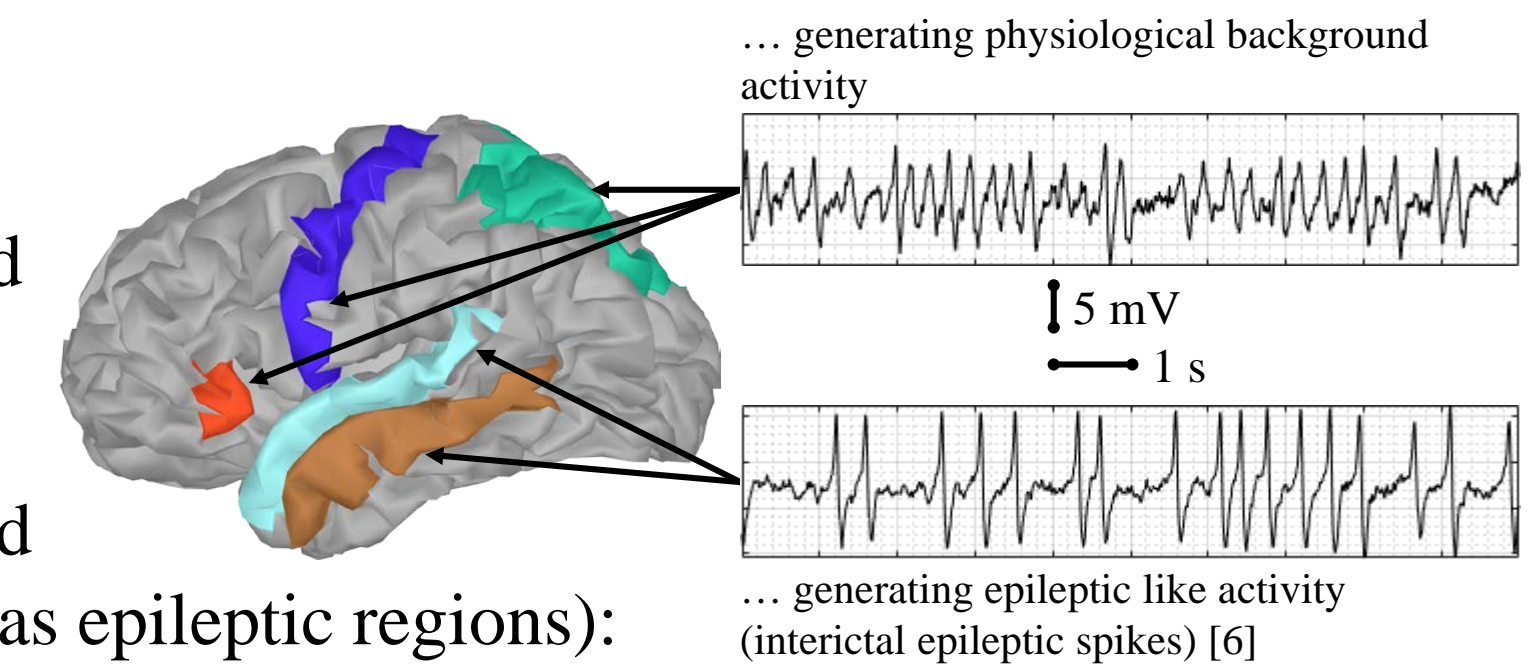 … generating physiological background
activity
d
5 mV
1 s
d
as epileptic regions):
… generating epileptic like activity
(interictal epileptic spikes) [6]